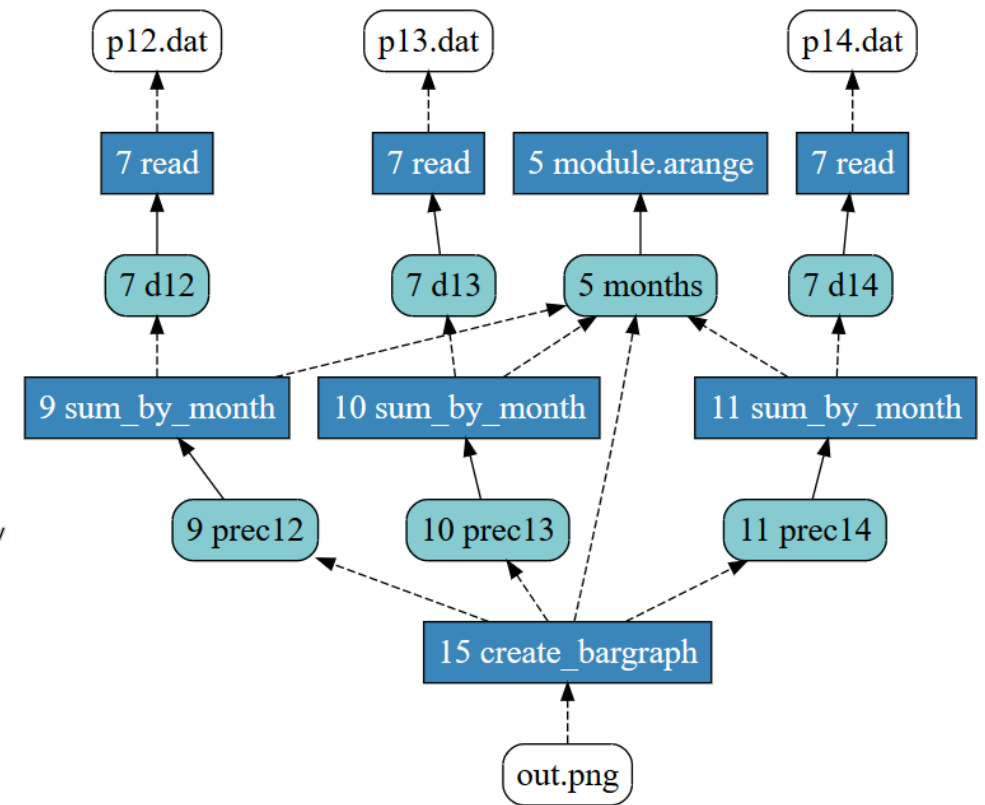 p12.dat
p13.dat
p14.dat
7 read
7 read
5 module.arange
7 read
7 d12
7 d13
5 months
7 d14
9 sum_by_month
10 sum_by_month
11 sum_by_month
9 prec12
10 prec13
11 prec14
15 create_bargraph
out.png